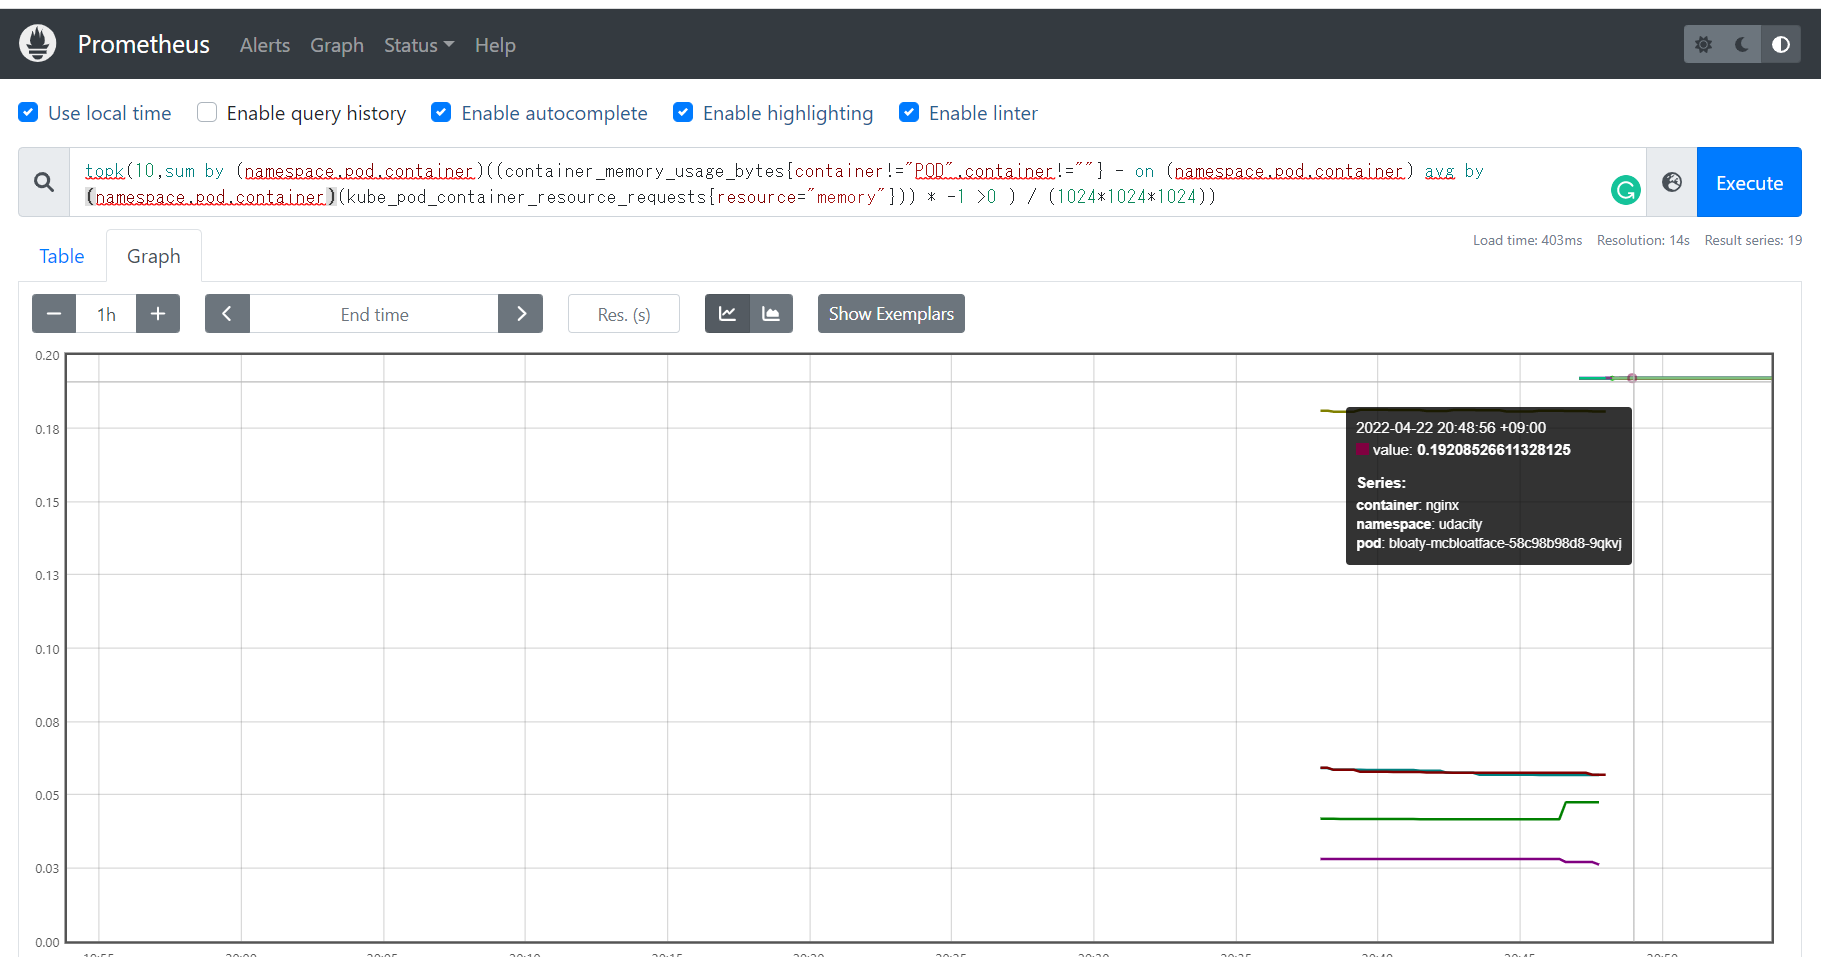 Prometheus Alerts Graph Status Help
Use local time Enable query history Enable autocomplete Enable highlighting Enable linter
topk(10,sum by (namespace,pod,container)((container_memory_usage_bytes{container!="POD",container!=""} - on (namespace,pod,container) avg by
(namespace,pod,container)(kube_pod_container_resource_requests{resource="memory"})) * -1 >0 ) / (1024*1024*1024))
Execute
Load time: 403ms Resolution: 14s Result series: 19
Table Graph
1h End time Res. (s) Show Exemplars
0.20
0.18
0.15
0.13
0.10
0.08
0.05
0.03
0.00
2022-04-22 20:48:56 +09:00
value: 0.19208526611328125
Series:
container: nginx
namespace: udacity
pod: bloaty-mcbloatface-58c98b98d8-9qkvj